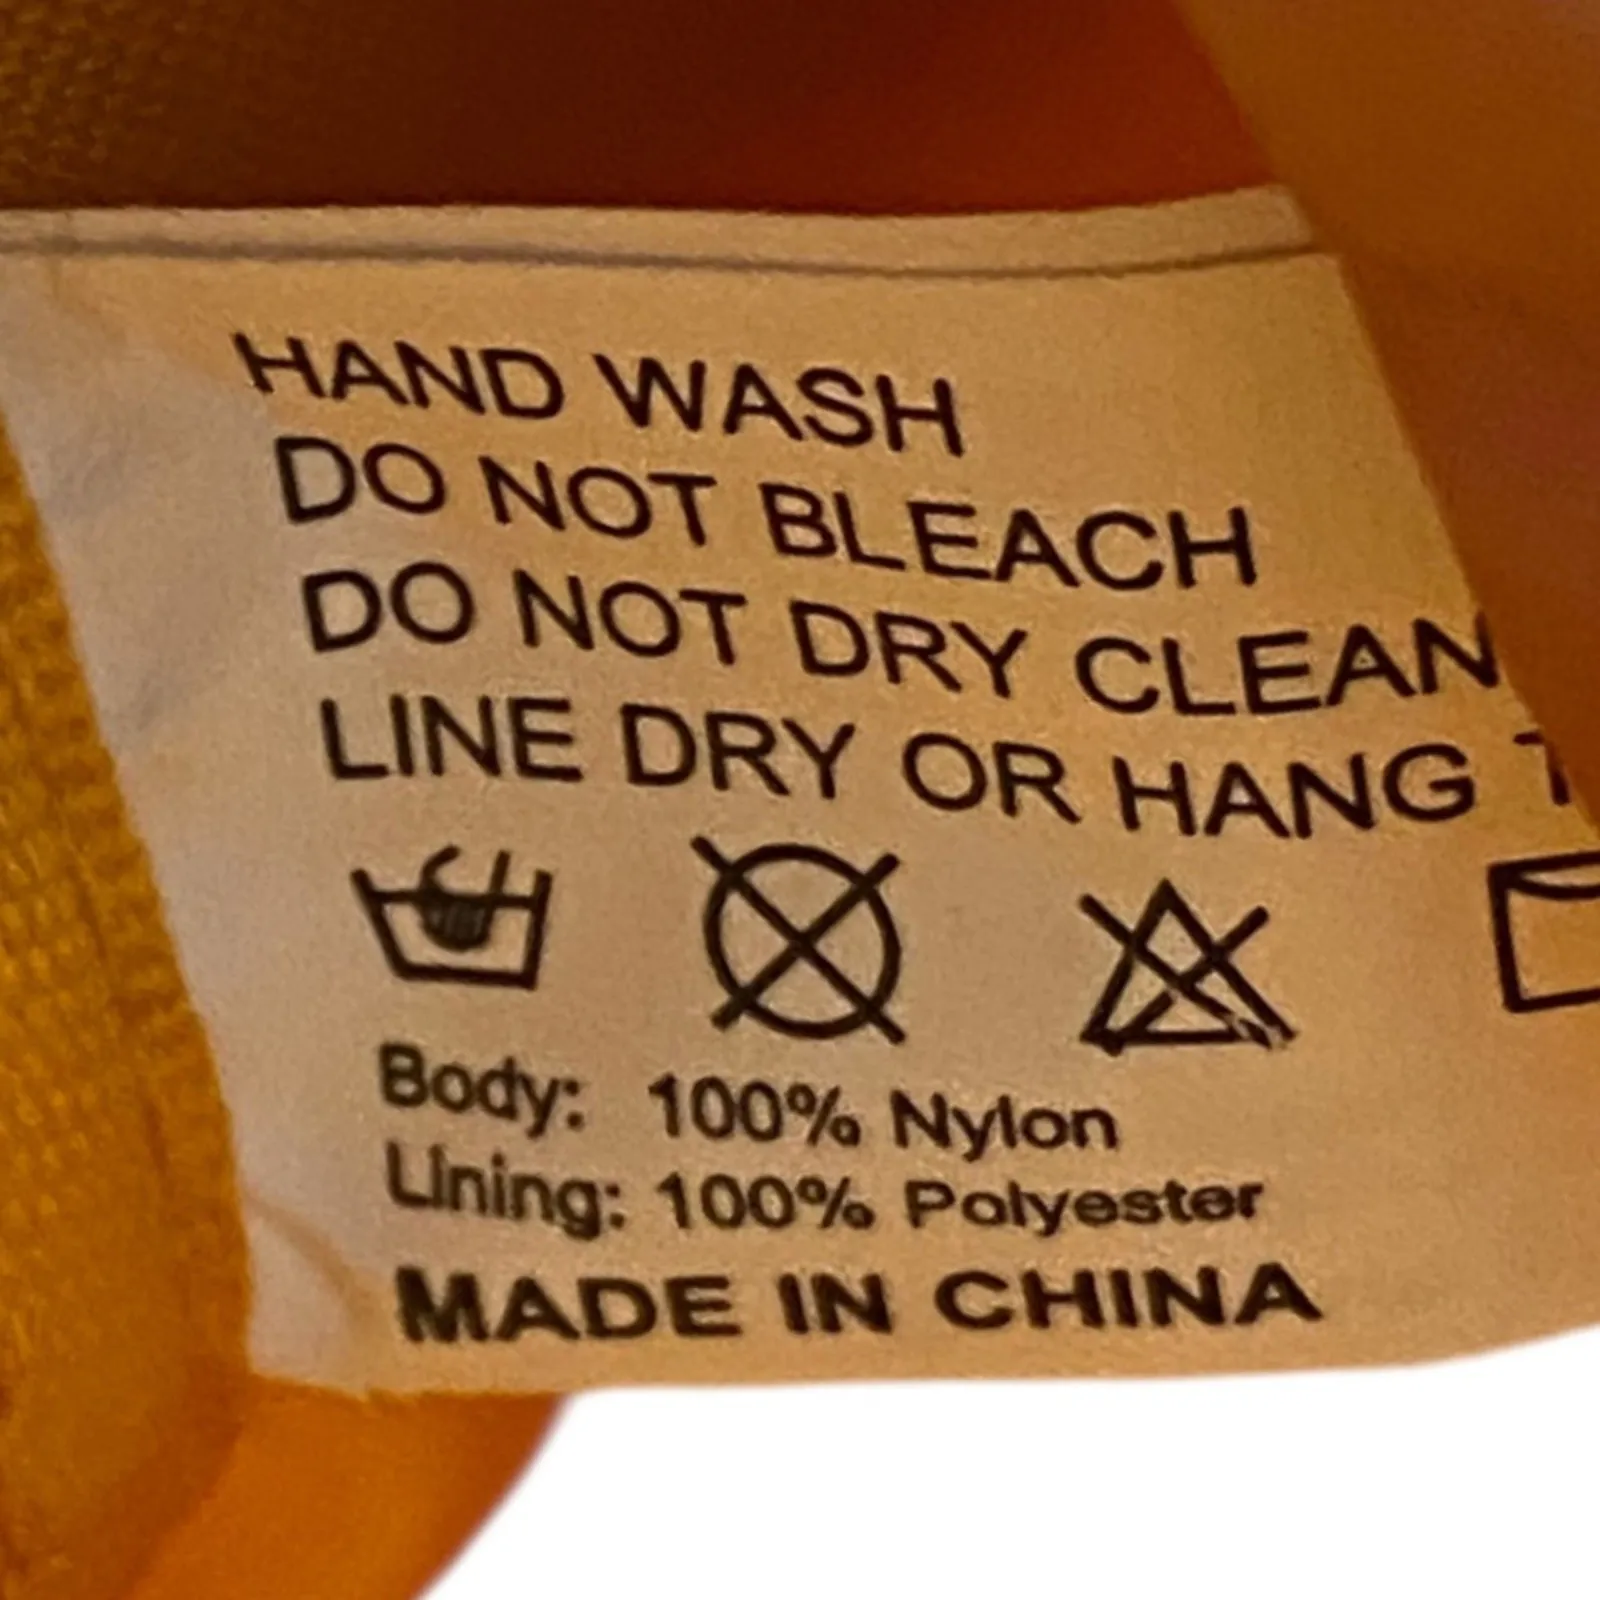 HAND WASH
DO NOT BLEACH
DO NOT DRY CLEAN
LINE DRY OR HANG
Body: 100% Nylon
Lining: 100% Polyester
MADE IN CHINA